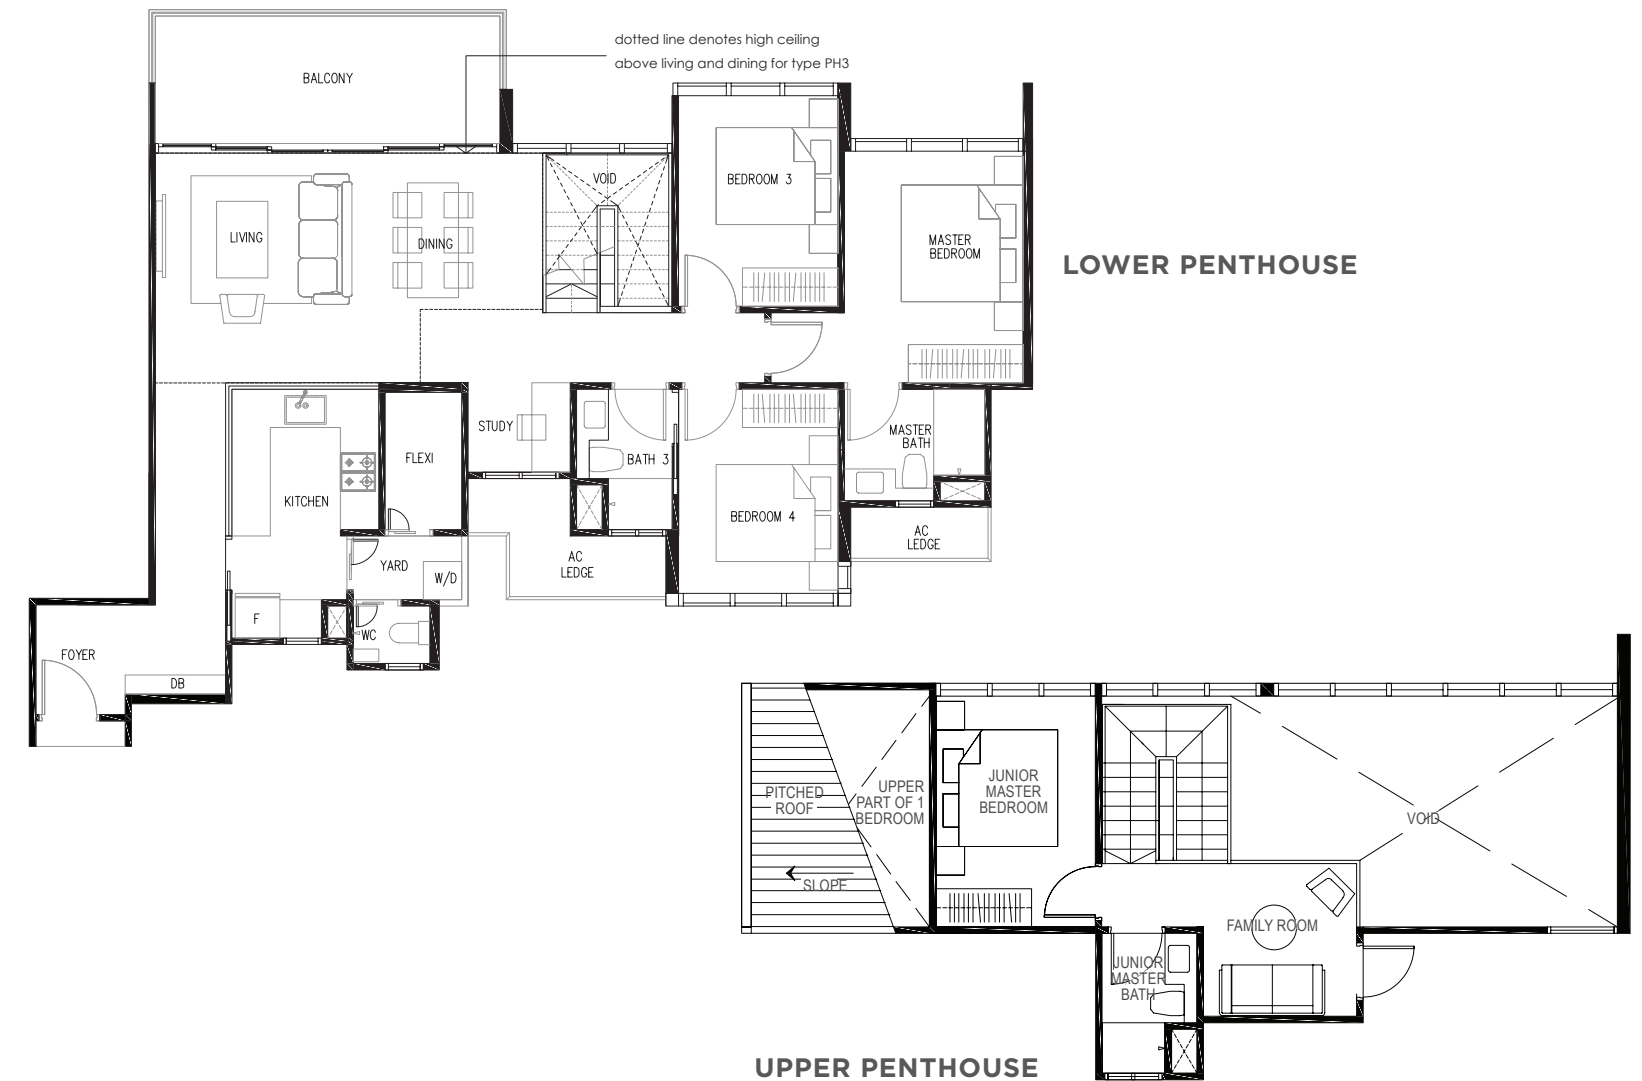 dotted line denotes high ceiling
above living and dining for type PH3
BALCONY
VOID
BEDROOM 3
LIVING
DINING
MASTER
BEDROOM
LOWER PENTHOUSE
STUDY
MASTER
BATH
FLEXI
BATH 3
KITCHEN
BEDROOM 4
AC
LEDGE
AC
LEDGE
YARD
W/D
F
WC
FOYER
DB
PITCHED
ROOF
UPPER
PART OF 1
BEDROOM
JUNIOR
MASTER
BEDROOM
VOID
SLOPE
FAMILY ROOM
JUNIOR
MASTER
BATH
UPPER PENTHOUSE